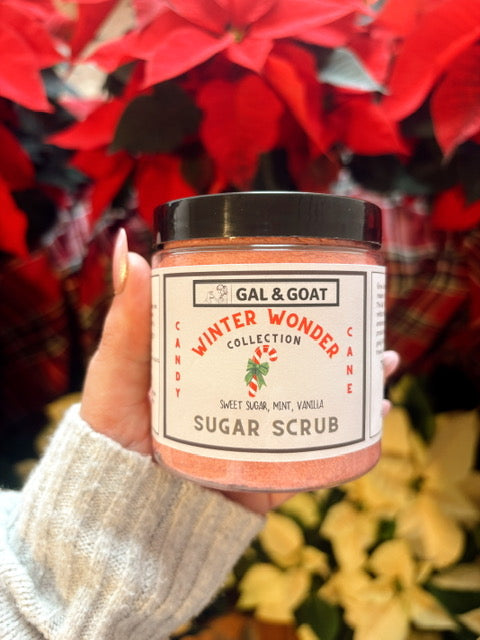 GAL & GOAT
WINTER WONDER
COLLECTION
CANDY
CANE
SWEET SUGAR, MINT, VANILLA
SUGAR SCRUB